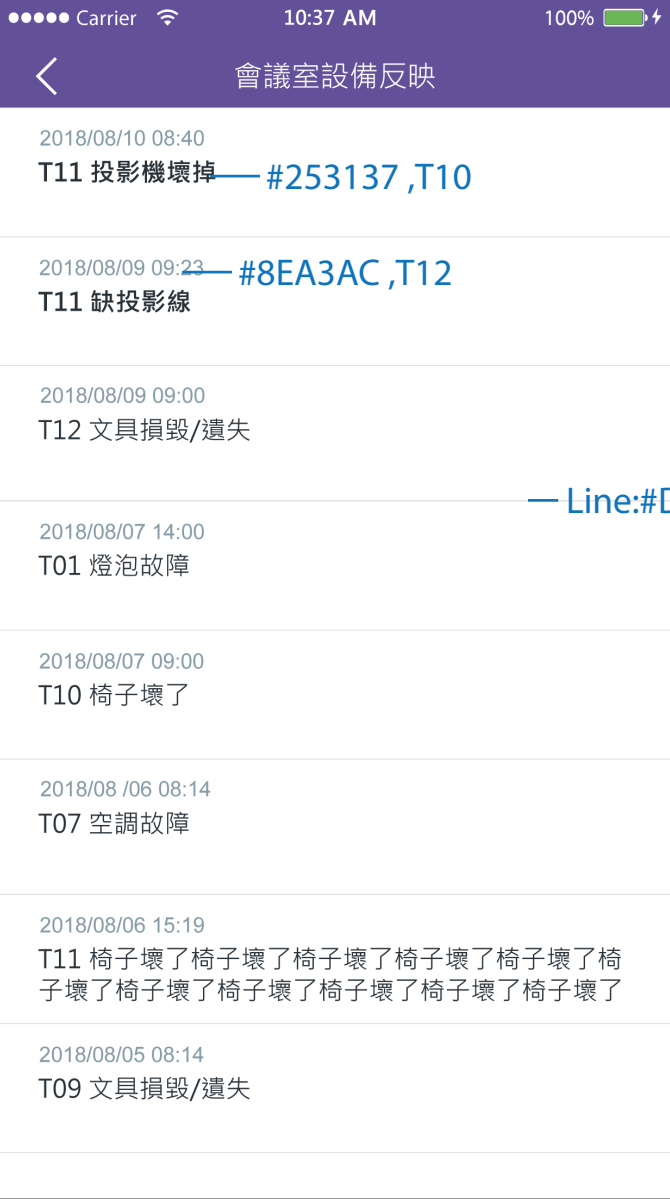 Carrier 10:37 AM 100%
會議室設備反映
2018/08/10 08:40
T11 投影機壞掉
#253137 ,T10
2018/08/09 09:23
#8EA3AC ,T12
T11 缺投影線
2018/08/09 09:00
T12 文具損毀/遺失
Line:#D
2018/08/07 14:00
T01 燈泡故障
2018/08/07 09:00
T10 椅子壞了
2018/08 /06 08:14
T07 空調故障
2018/08/06 15:19
T11 椅子壞了椅子壞了椅子壞了椅子壞了椅子壞了椅
子壞了椅子壞了椅子壞了椅子壞了椅子壞了椅子壞了
2018/08/05 08:14
T09 文具損毀/遺失